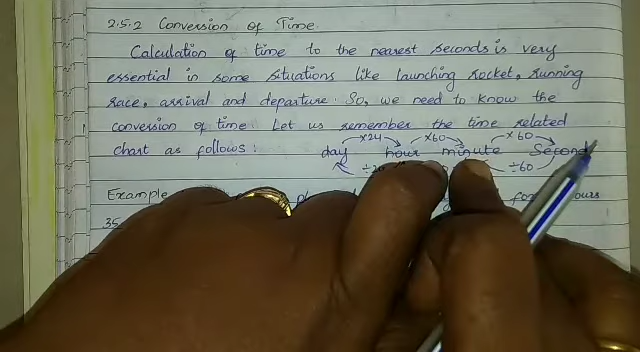 2.5.2 Conversion of Time.
Calculation of time to the nearest seconds is very
essential in some situations like launching rocket, running
race, arrival and departure. So, we need to know the
conversion of time. Let us remember the time related
×24 ×60 ×60
chart as follows: day hour minute Second
÷60
Example hours
35